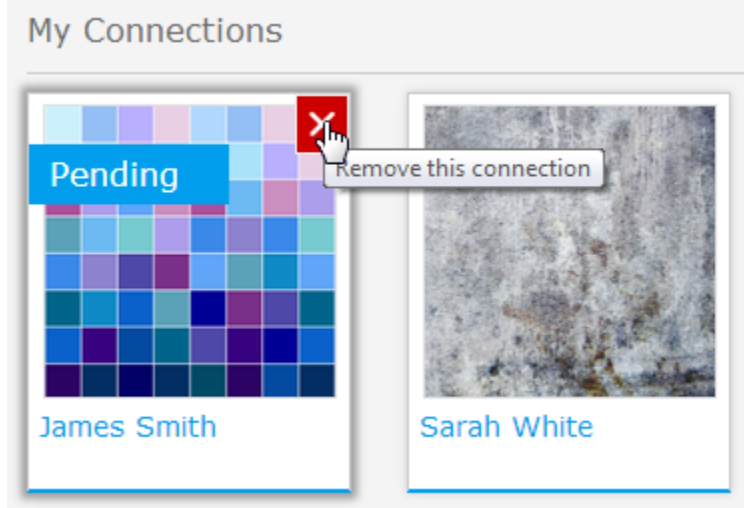 My Connections
Pending
Remove this connection
James Smith
Sarah White